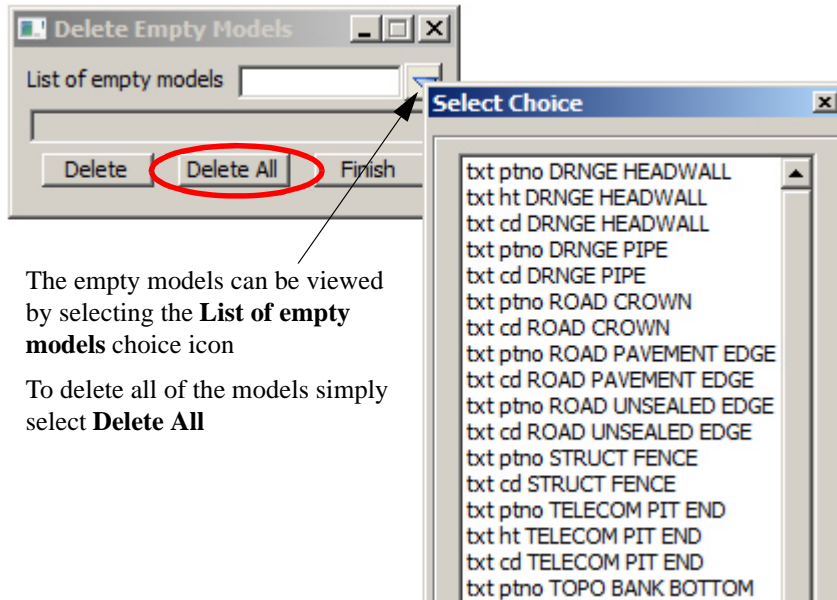 Delete Empty Models
List of empty models
Delete
Delete All
Finish
The empty models can be viewed
by selecting the List of empty
models choice icon
To delete all of the models simply
select Delete All
Select Choice
txt ptno DRNGE HEADWALL
txt ht DRNGE HEADWALL
txt cd DRNGE HEADWALL
txt ptno DRNGE PIPE
txt cd DRNGE PIPE
txt ptno ROAD CROWN
txt cd ROAD CROWN
txt ptno ROAD PAVEMENT EDGE
txt cd ROAD PAVEMENT EDGE
txt ptno ROAD UNSEALED EDGE
txt cd ROAD UNSEALED EDGE
txt ptno STRUCT FENCE
txt cd STRUCT FENCE
txt ptno TELECOM PIT END
txt ht TELECOM PIT END
txt cd TELECOM PIT END
txt ptno TOPO BANK BOTTOM